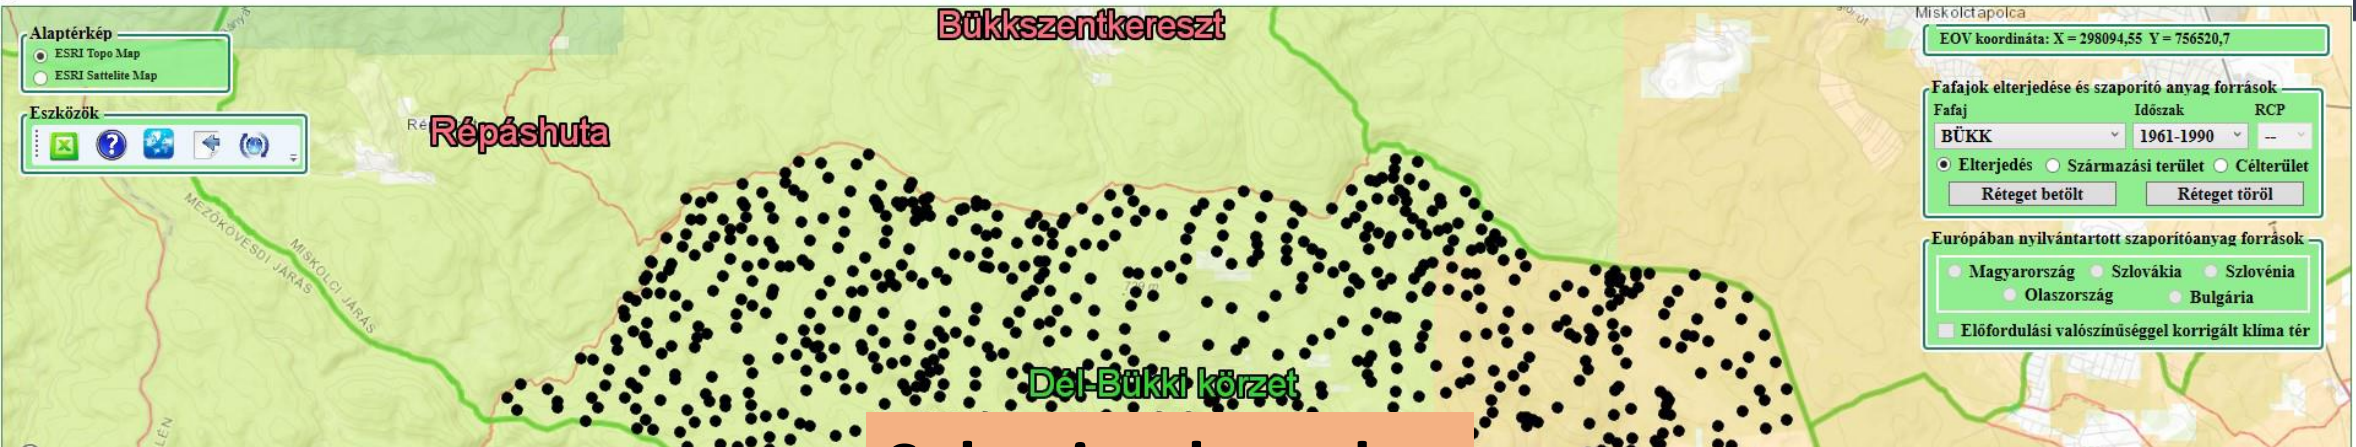 Bükkszentkereszt
Miskolctapolca
Alaptérkép
ESRI Topo Map
ESRI Sattelite Map
EOV koordináta: X = 298094,55 Y = 756520,7
Eszközök
Répáshuta
Fafajok elterjedése és szaporító anyag források
Fafaj Időszak RCP
BÜKK 1961-1990 --
Elterjedés Származási terület Célterület
Réteget betölt Réteget töröl
MEZŐKÖVESDI JÁRÁS
MISKOLCI JÁRÁS
Európában nyilvántartott szaporítóanyag források
Magyarország Szlovákia Szlovénia
Olaszország Bulgária
Előfordulási valószínűséggel korrigált klíma tér
Dél-Bükki körzet